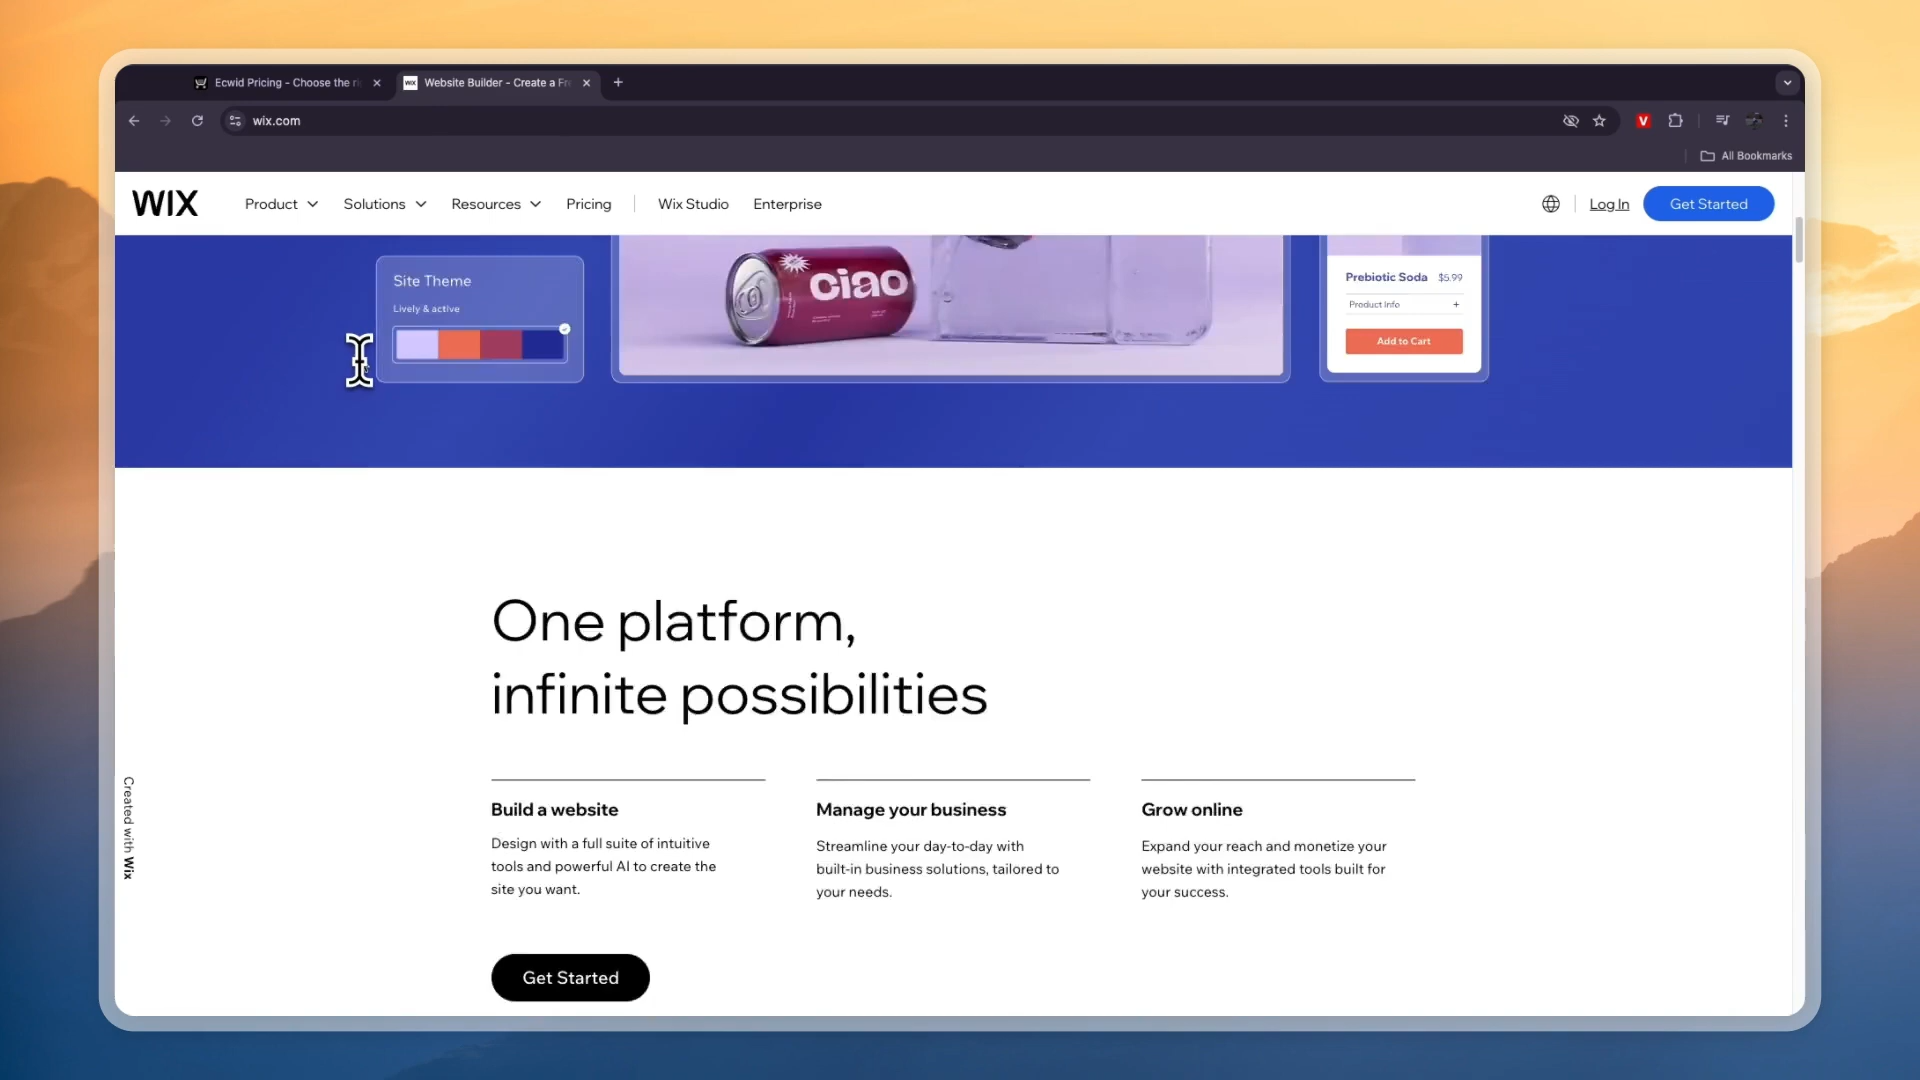 Ecwid Pricing - Choose the ri
Website Builder - Create a Fr
wix.com
All Bookmarks
WIX
Product
Solutions
Resources
Pricing
Wix Studio
Enterprise
Log In
Get Started
Site Theme
Lively & active
ciao
Prebiotic Soda $5.99
Product Info +
Add to Cart
One platform,
infinite possibilities
Build a website
Design with a full suite of intuitive
tools and powerful AI to create the
site you want.
Manage your business
Streamline your day-to-day with
built-in business solutions, tailored to
your needs.
Grow online
Expand your reach and monetize your
website with integrated tools built for
your success.
Get Started
Created with Wix